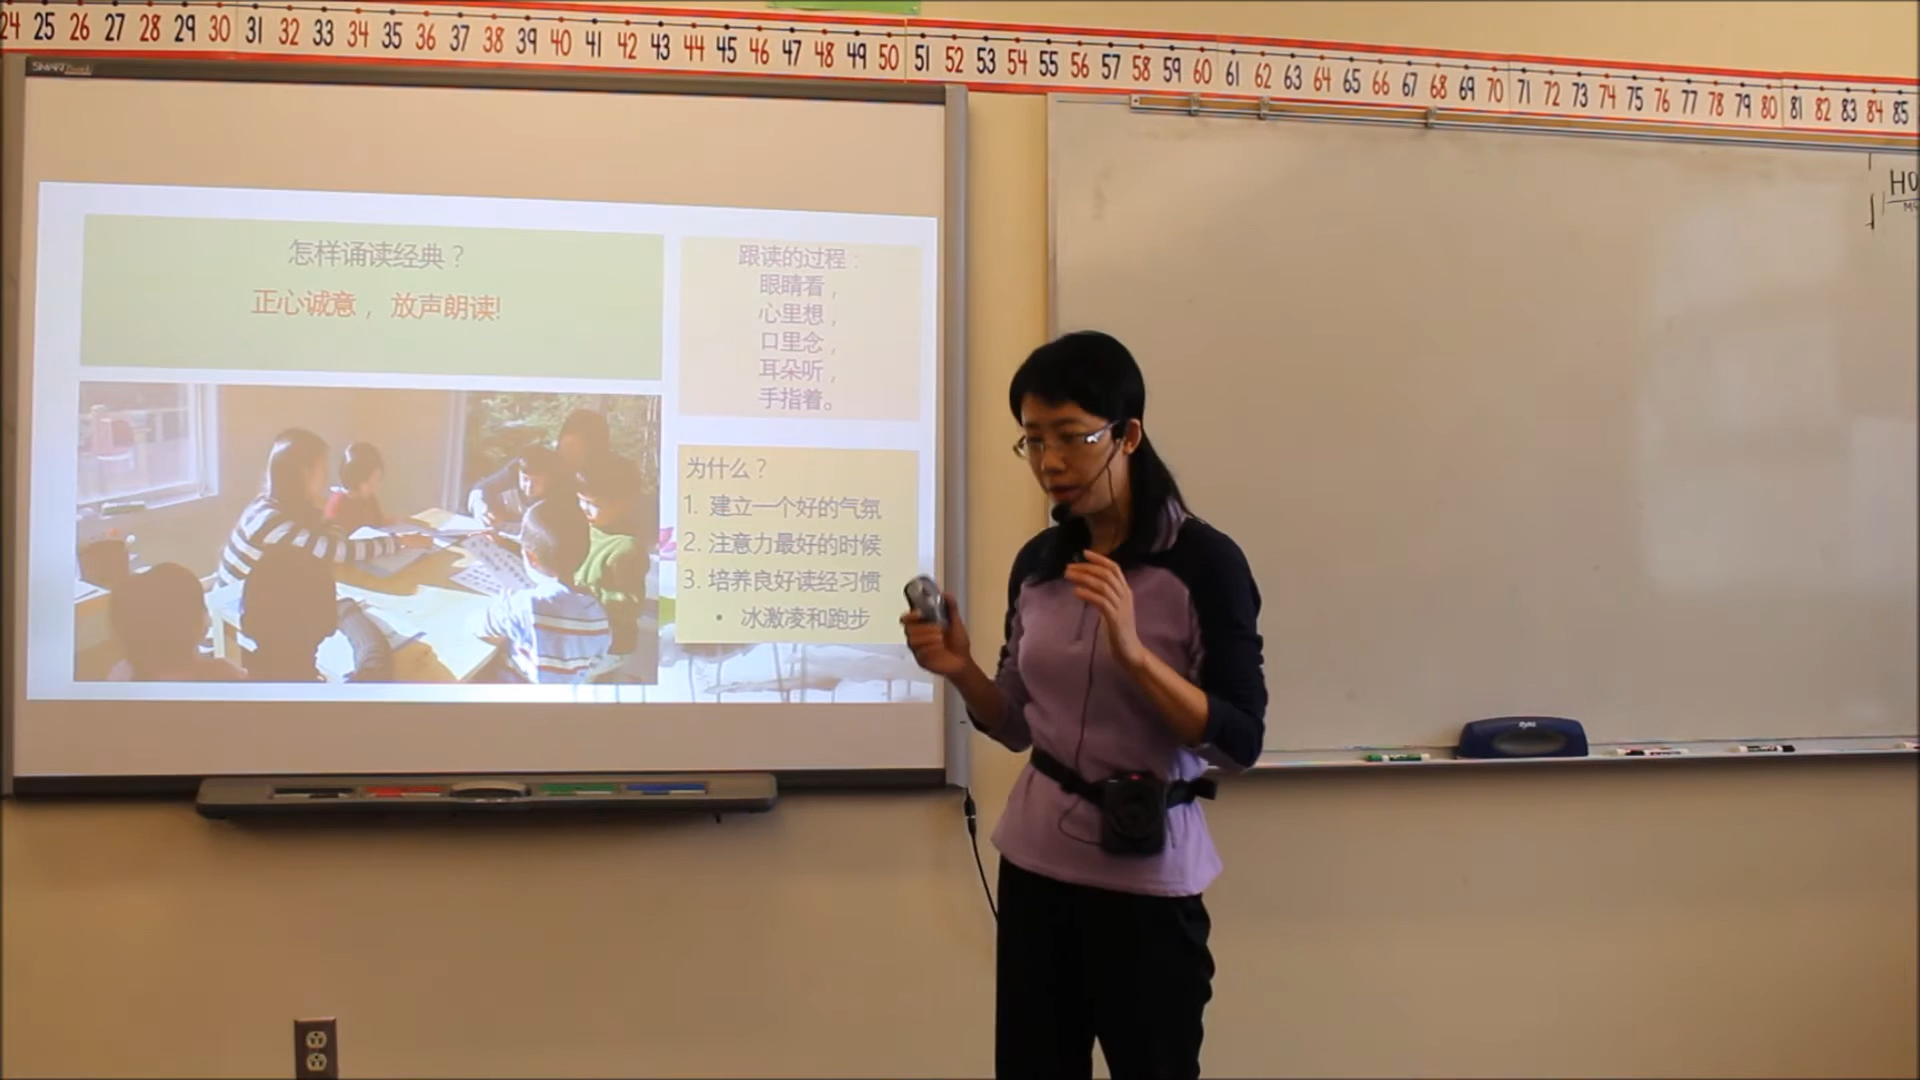 24 25 26 27 28 29 30 31 32 33 34 35 36 37 38 39 40 41 42 43 44 45 46 47 48 49 50 51 52 53 54 55 56 57 58 59 60 61 62 63 64 65 66 67 68 69 70 71 72 73 74 75 76 77 78 79 80 81 82 83 84 85
怎样诵读经典？
正心诚意， 放声朗读!
跟读的过程：
眼睛看，
心里想，
口里念，
耳朵听，
手指着。
为什么？
1. 建立一个好的气氛
2. 注意力最好的时候
3. 培养良好读经习惯
• 冰激凌和跑步
HO